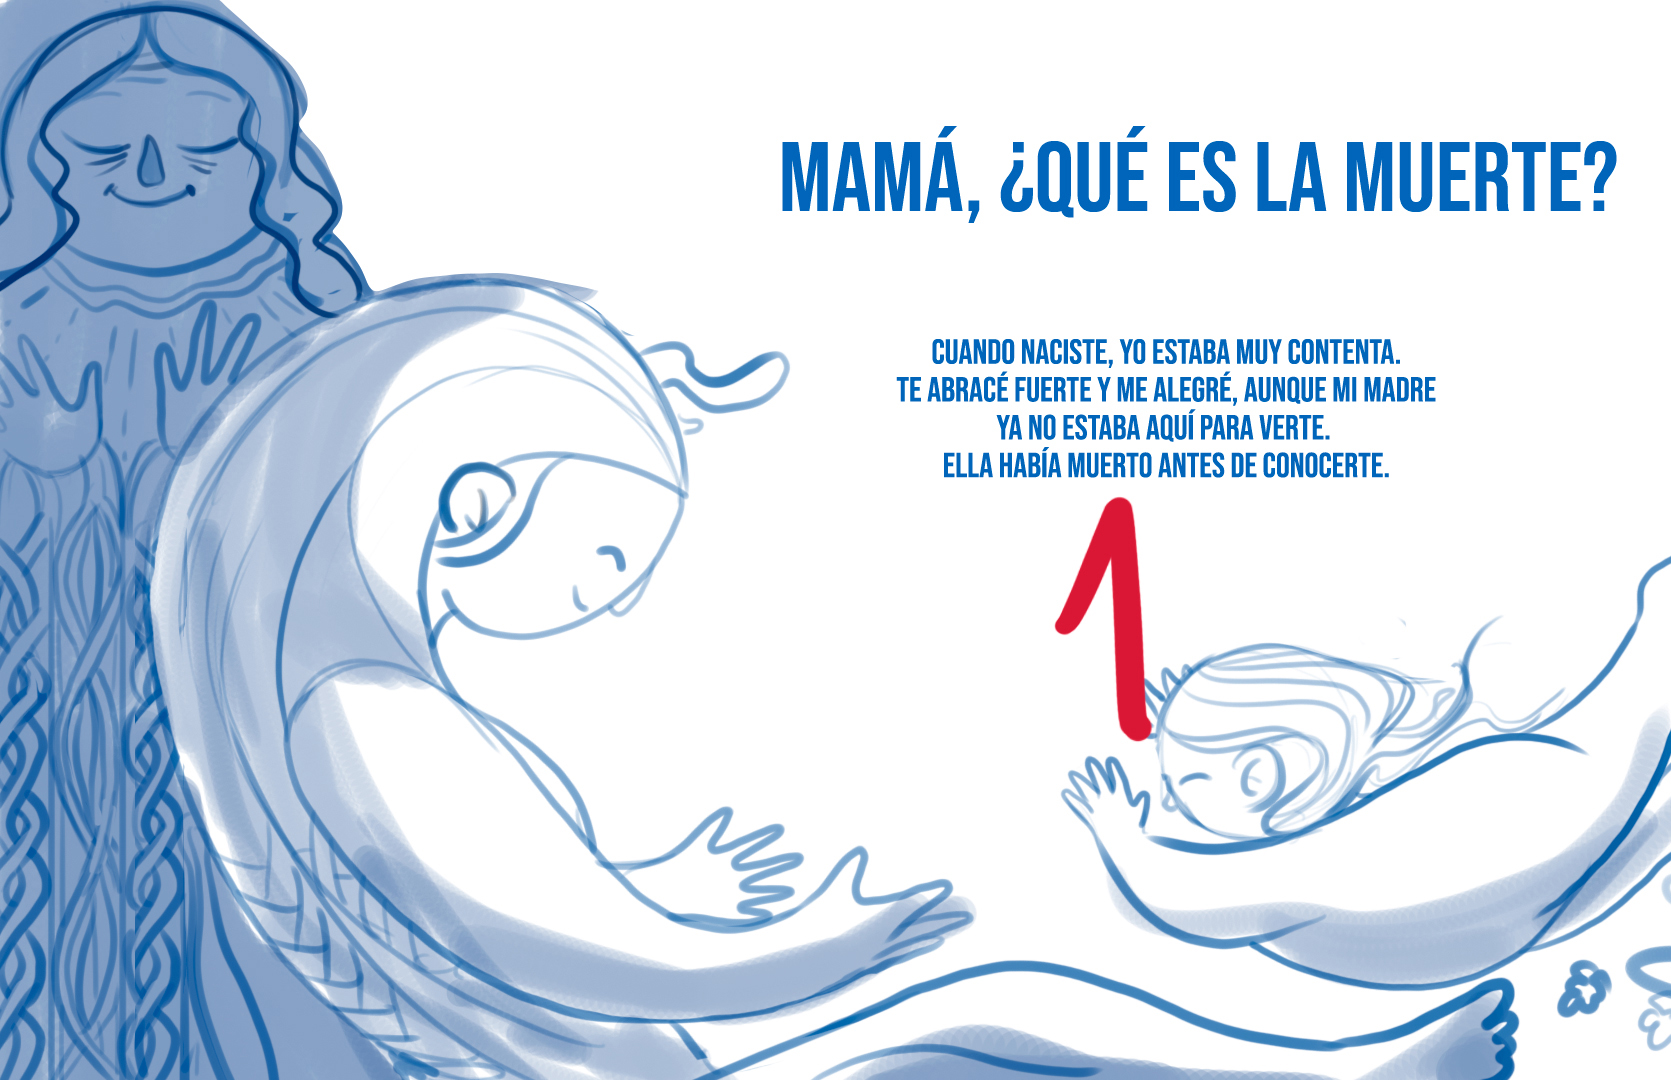 MAMÁ, ¿QUÉ ES LA MUERTE?
CUANDO NACISTE, YO ESTABA MUY CONTENTA.
TE ABRACÉ FUERTE Y ME ALEGRÉ, AUNQUE MI MADRE
YA NO ESTABA AQUÍ PARA VERTE.
ELLA HABÍA MUERTO ANTES DE CONOCERTE.
1